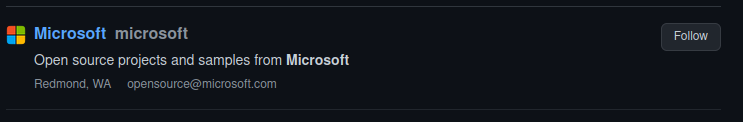 Microsoft microsoft
Follow
Open source projects and samples from Microsoft
Redmond, WA opensource@microsoft.com